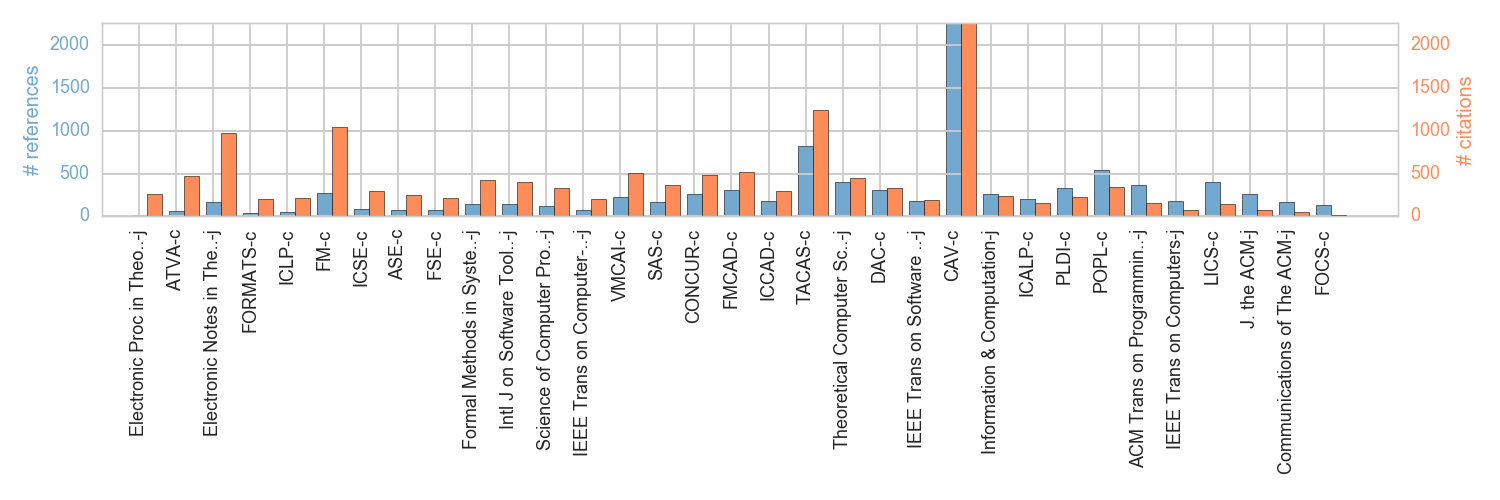 # references
2000
1500
1000
500
0
2000
1500
1000
500
0
# citations
Electronic Proc in Theo..-j
ATVA-c
Electronic Notes in The..-j
FORMATS-c
ICLP-c
FM-c
ICSE-c
ASE-c
FSE-c
Formal Methods in Syste..-j
Intl J on Software Tool..-j
Science of Computer Pro..-j
IEEE Trans on Computer-..-j
VMCAI-c
SAS-c
CONCUR-c
FMCAD-c
ICCAD-c
TACAS-c
Theoretical Computer Sc..-j
DAC-c
IEEE Trans on Software ..-j
CAV-c
Information & Computation-j
ICALP-c
PLDI-c
POPL-c
ACM Trans on Programmin..-j
IEEE Trans on Computers-j
LICS-c
J. the ACM-j
Communications of The ACM-j
FOCS-c